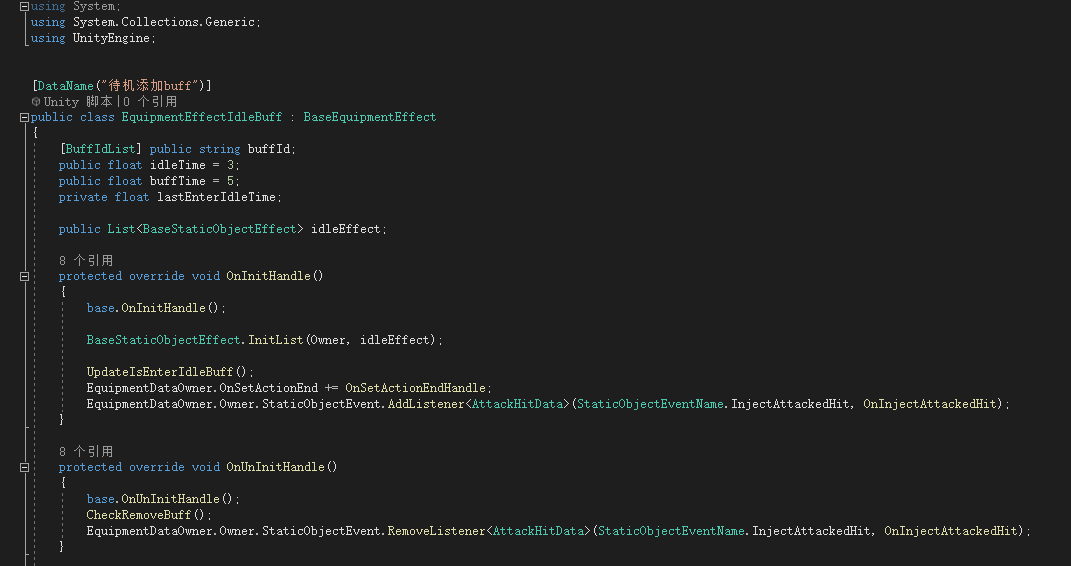 using System;
using System.Collections.Generic;
using UnityEngine;
[DataName("待机添加buff")]
Unity 脚本|0 个引用
public class EquipmentEffectIdleBuff : BaseEquipmentEffect
{
[BuffIdList] public string buffId;
public float idleTime = 3;
public float buffTime = 5;
private float lastEnterIdleTime;
public List<BaseStaticObjectEffect> idleEffect;
8 个引用
protected override void OnInitHandle()
{
base.OnInitHandle();
BaseStaticObjectEffect.InitList(Owner, idleEffect);
UpdateIsEnterIdleBuff();
EquipmentDataOwner.OnSetActionEnd += OnSetActionEndHandle;
EquipmentDataOwner.Owner.StaticObjectEvent.AddListener<AttackHitData>(StaticObjectEventName.InjectAttackedHit, OnInjectAttackedHit);
}
8 个引用
protected override void OnUnInitHandle()
{
base.OnUnInitHandle();
CheckRemoveBuff();
EquipmentDataOwner.Owner.StaticObjectEvent.RemoveListener<AttackHitData>(StaticObjectEventName.InjectAttackedHit, OnInjectAttackedHit);
}